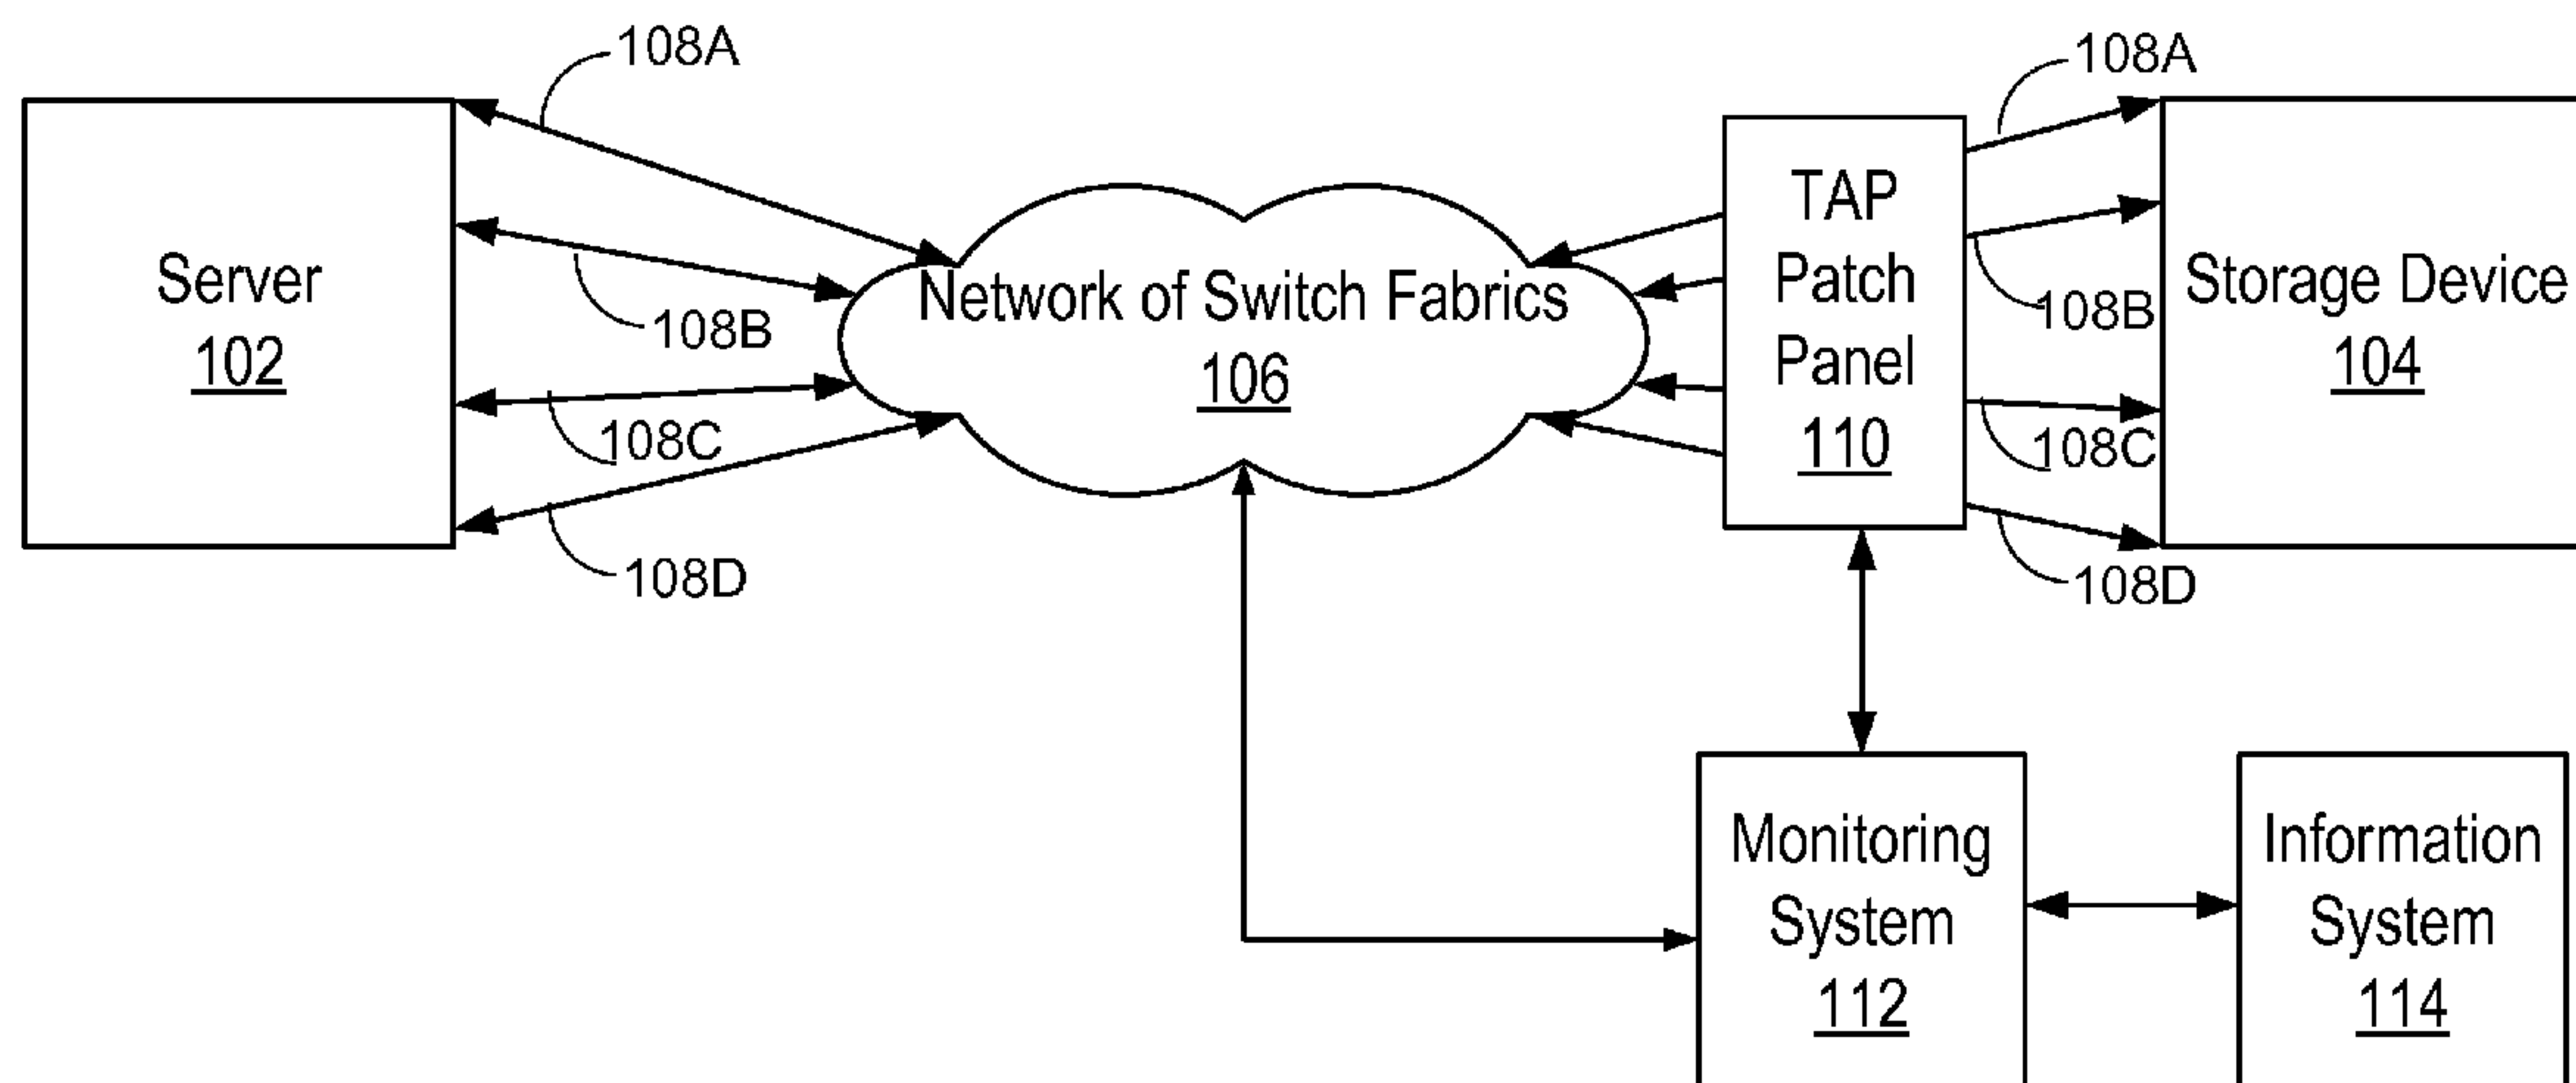 108A
108A
Server
102
108B
108C
108D
Network of Switch Fabrics
106
TAP
Patch
Panel
110
108B
108C
108D
Storage Device
104
Monitoring
System
112
Information
System
114